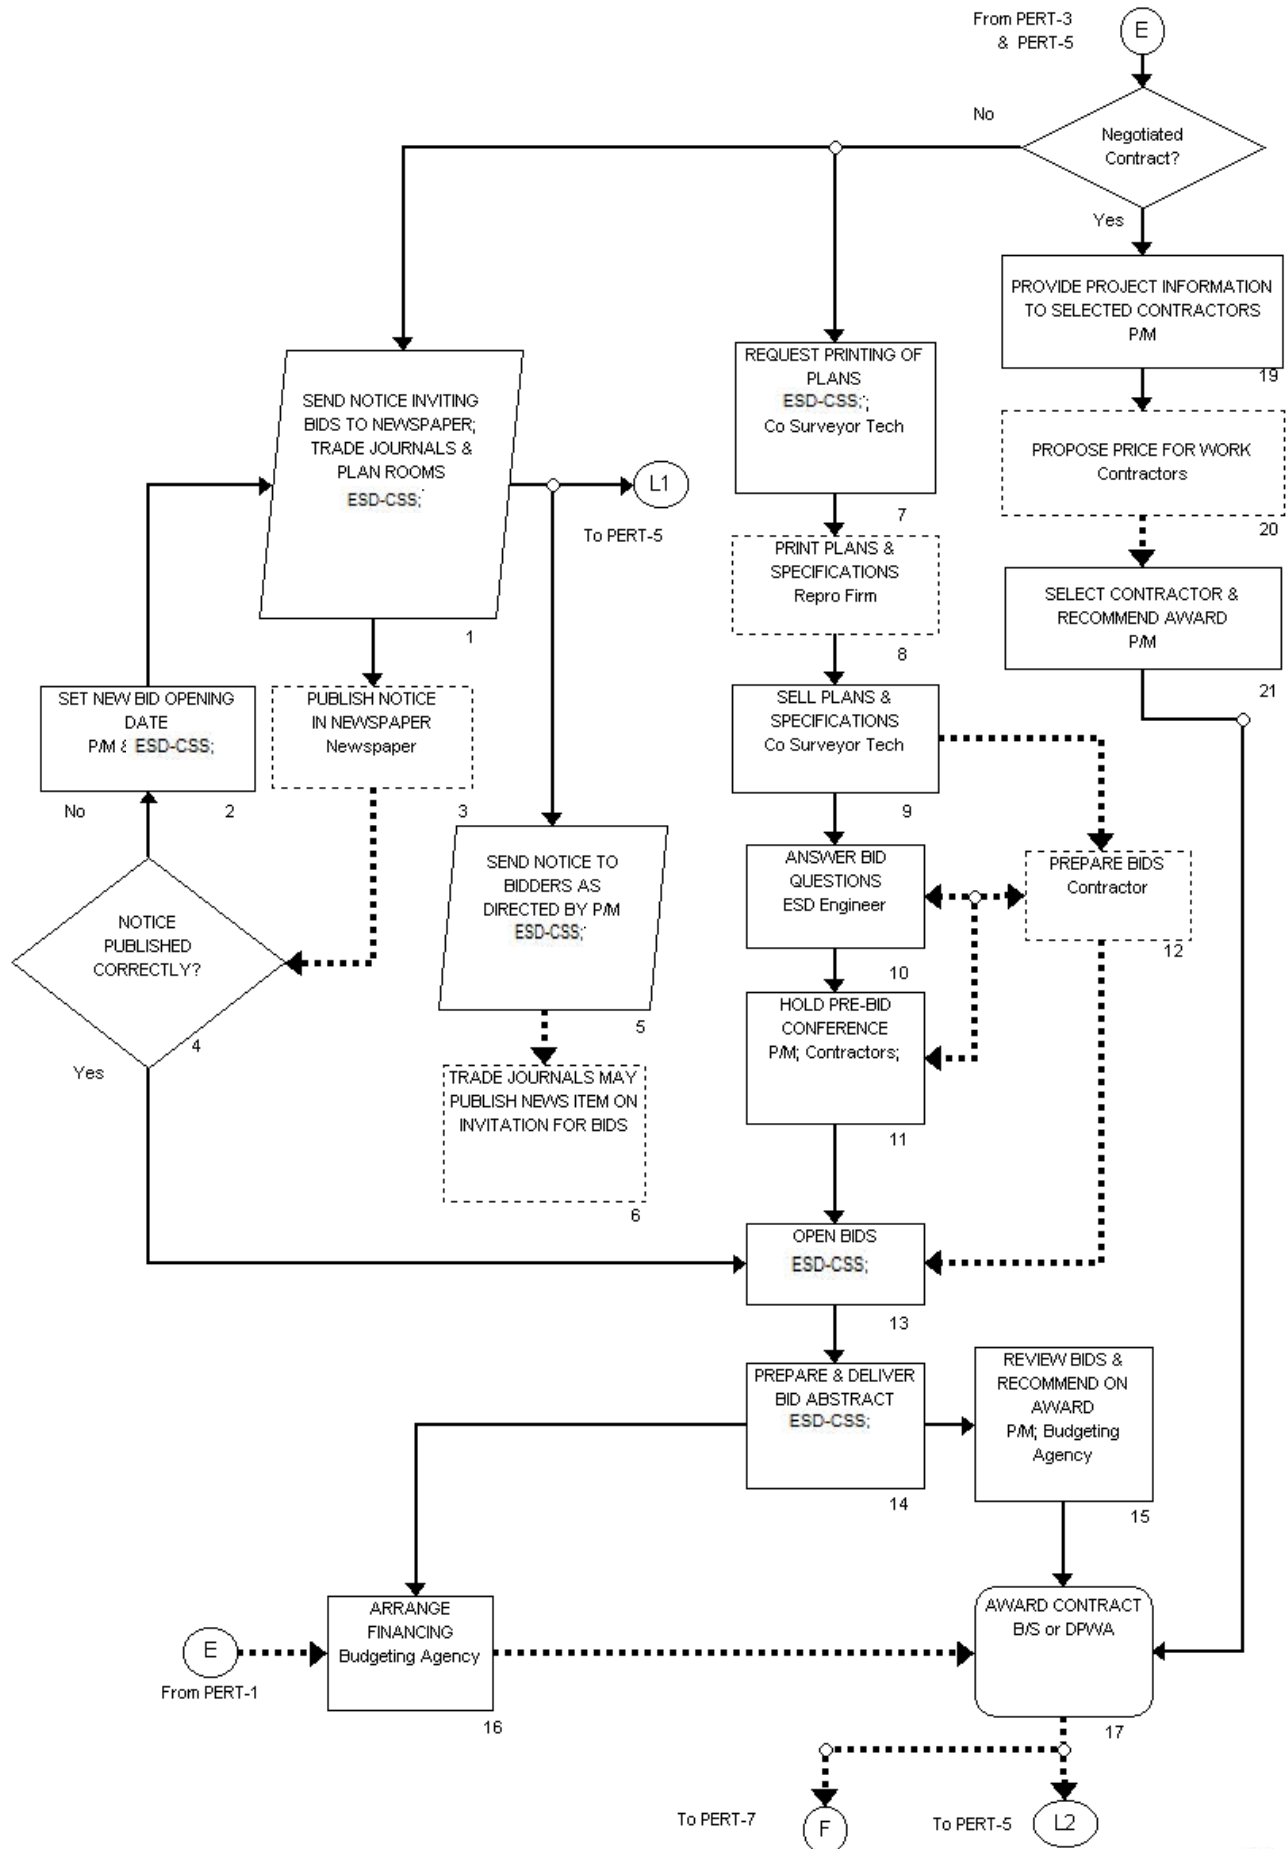 From PERT-3
& PERT-5
E
No
Negotiated
Contract?
Yes
PROVIDE PROJECT INFORMATION
TO SELECTED CONTRACTORS
P/M
19
SEND NOTICE INVITING
BIDS TO NEWSPAPER;
TRADE JOURNALS &
PLAN ROOMS
ESD-CSS;
1
L1
To PERT-5
REQUEST PRINTING OF
PLANS
ESD-CSS;
Co Surveyor Tech
7
PROPOSE PRICE FOR WORK
Contractors
20
PRINT PLANS &
SPECIFICATIONS
Repro Firm
8
SELECT CONTRACTOR &
RECOMMEND AWARD
P/M
21
SET NEW BID OPENING
DATE
P/M & ESD-CSS;
2
No
PUBLISH NOTICE
IN NEWSPAPER
Newspaper
3
SELL PLANS &
SPECIFICATIONS
Co Surveyor Tech
9
NOTICE
PUBLISHED
CORRECTLY?
4
Yes
SEND NOTICE TO
BIDDERS AS
DIRECTED BY P/M
ESD-CSS;
5
ANSWER BID
QUESTIONS
ESD Engineer
10
PREPARE BIDS
Contractor
12
HOLD PRE-BID
CONFERENCE
P/M; Contractors;
11
TRADE JOURNALS MAY
PUBLISH NEWS ITEM ON
INVITATION FOR BIDS
6
OPEN BIDS
ESD-CSS;
13
PREPARE & DELIVER
BID ABSTRACT
ESD-CSS;
14
REVIEW BIDS &
RECOMMEND ON
AWARD
P/M; Budgeting
Agency
15
E
From PERT-1
ARRANGE
FINANCING
Budgeting Agency
16
AWARD CONTRACT
B/S or DPWA
17
To PERT-7
F
To PERT-5
L2